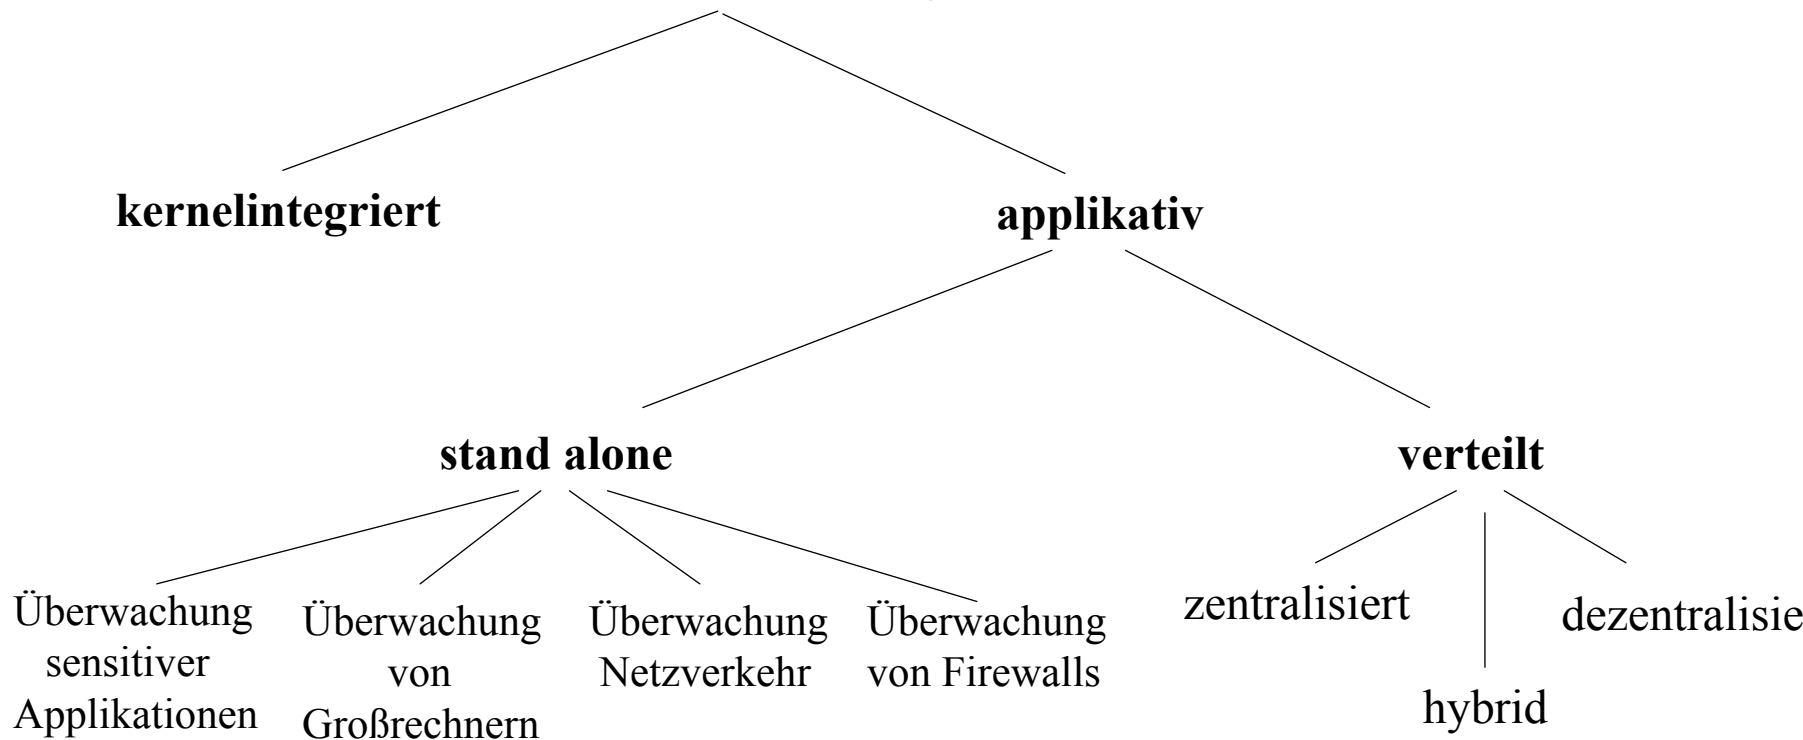 kernelintegriert
applikativ
stand alone
verteilt
Überwachung
sensitiver
Applikationen
Überwachung
von
Großrechnern
Überwachung
Netzverkehr
Überwachung
von Firewalls
zentralisiert
hybrid
dezentralisie